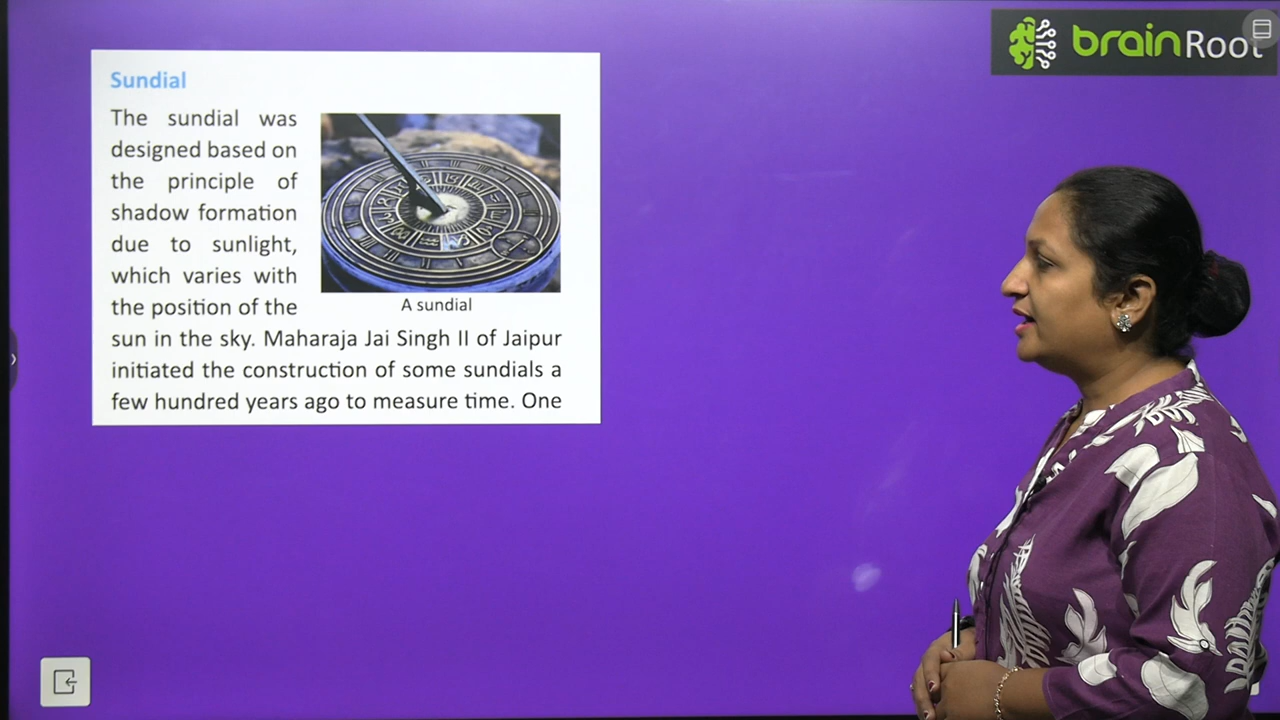 brainRoot
Sundial
The sundial was
designed based on
the principle of
shadow formation
due to sunlight,
which varies with
the position of the
A sundial
sun in the sky. Maharaja Jai Singh II of Jaipur
initiated the construction of some sundials a
few hundred years ago to measure time. One